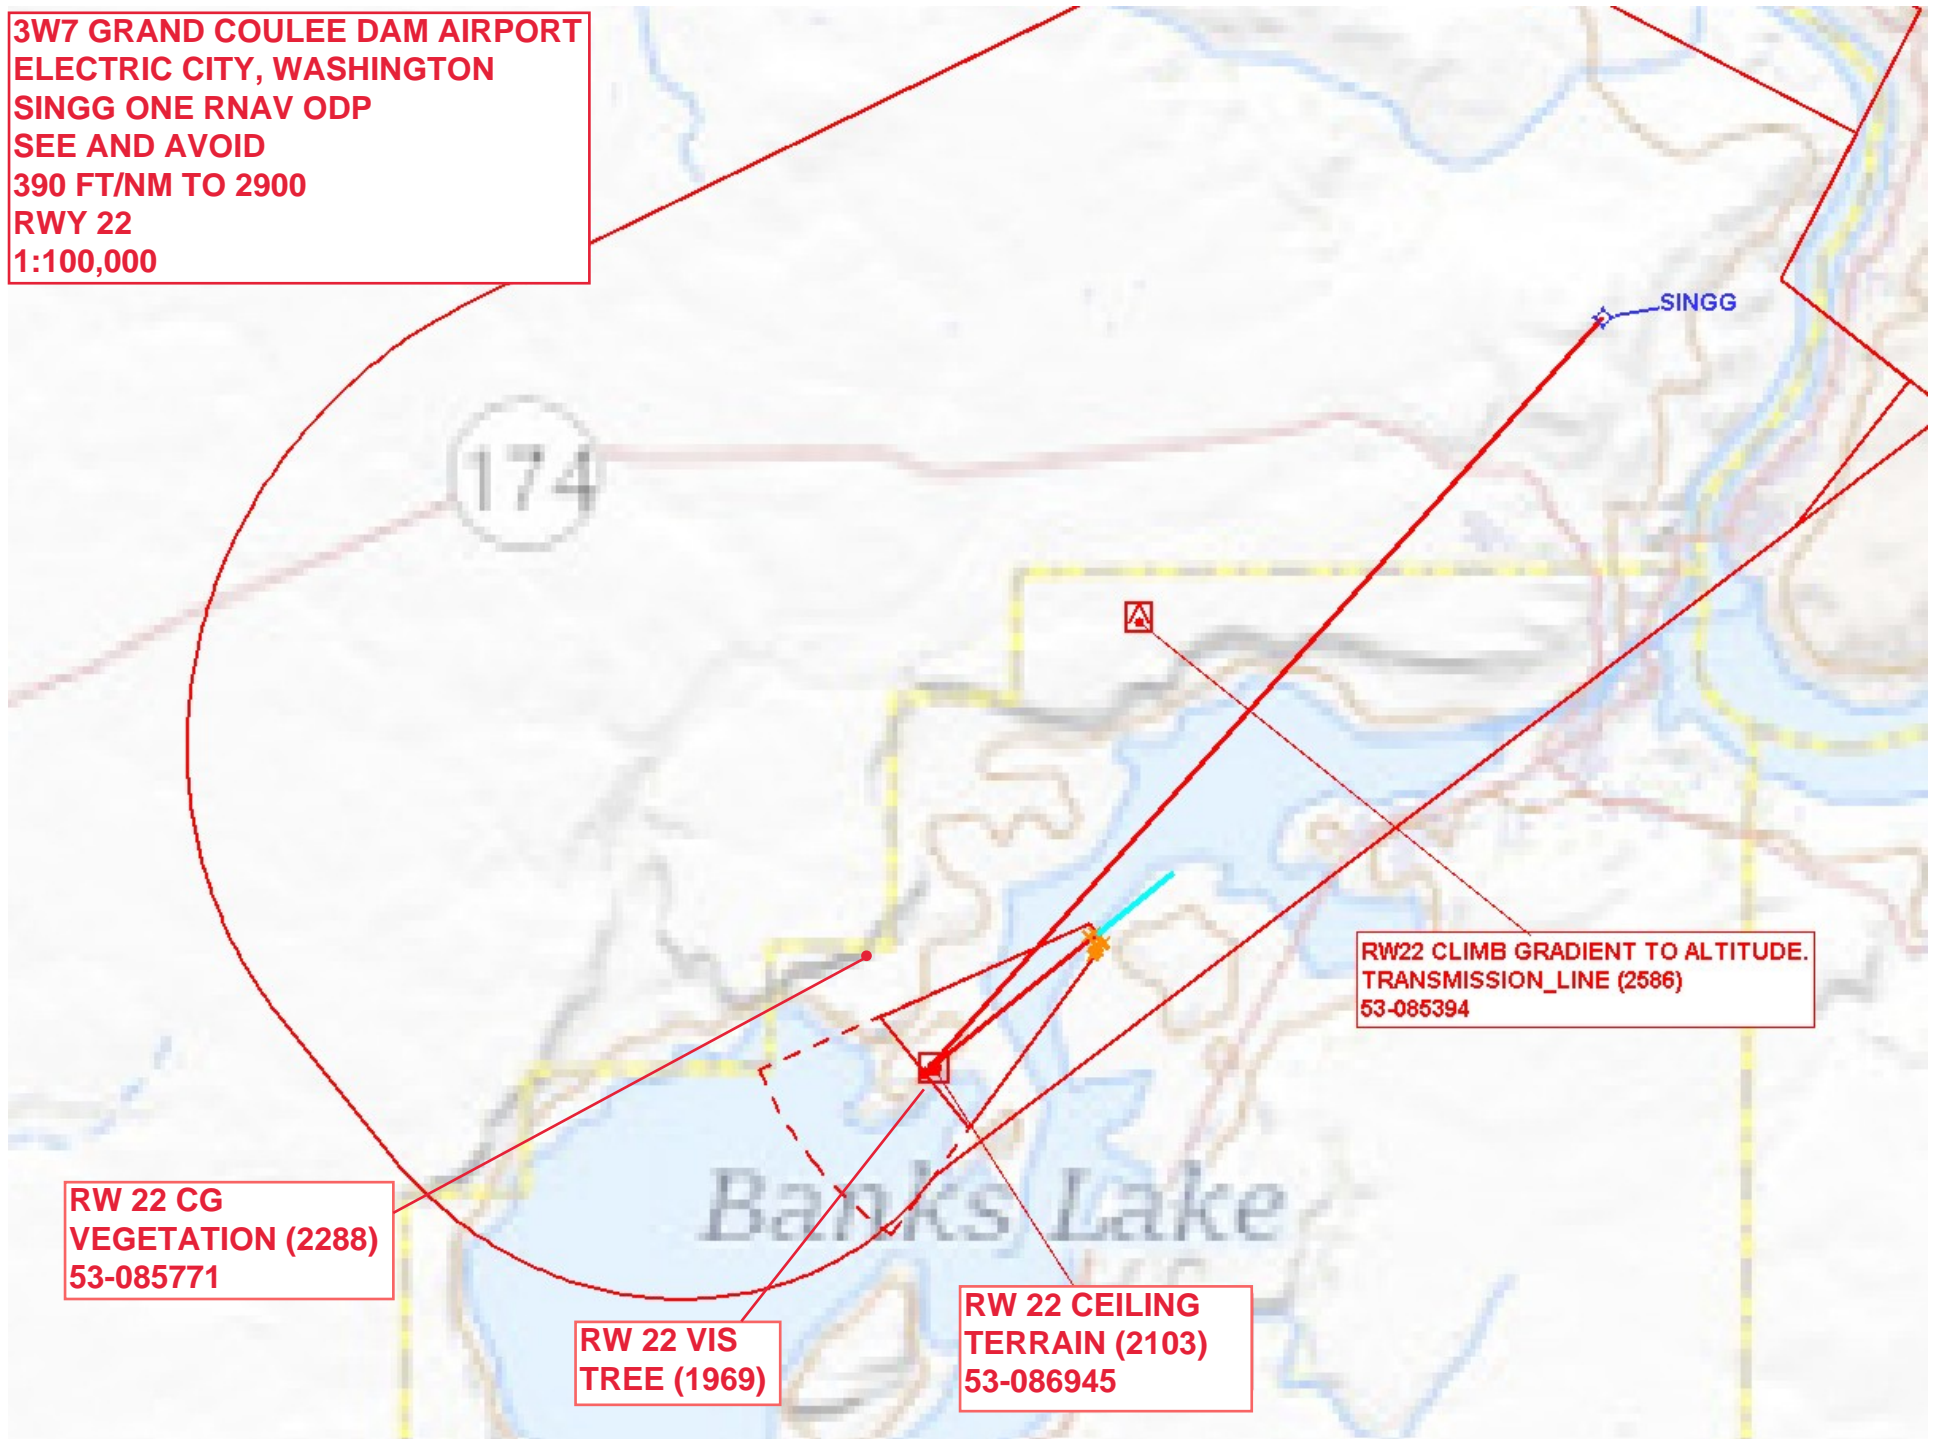 3W7 GRAND COULEE DAM AIRPORT
ELECTRIC CITY, WASHINGTON
SINGG ONE RNAV ODP
SEE AND AVOID
390 FT/NM TO 2900
RWY 22
1:100,000
SINGG
174
RW22 CLIMB GRADIENT TO ALTITUDE.
TRANSMISSION_LINE (2586)
53-085394
Banks Lake
RW 22 CG
VEGETATION (2288)
53-085771
RW 22 VIS
TREE (1969)
RW 22 CEILING
TERRAIN (2103)
53-086945